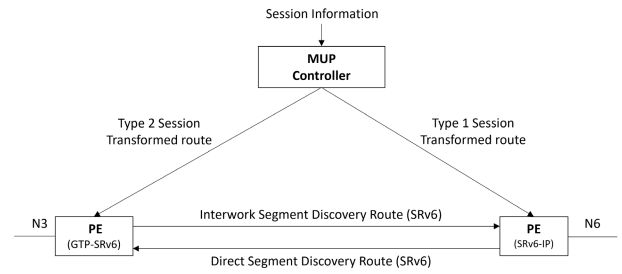 Session Information
MUP
Controller
Type 2 Session
Transformed route
Type 1 Session
Transformed route
N3
PE
(GTP-SRv6)
Interwork Segment Discovery Route (SRv6)
Direct Segment Discovery Route (SRv6)
PE
(SRv6-IP)
N6